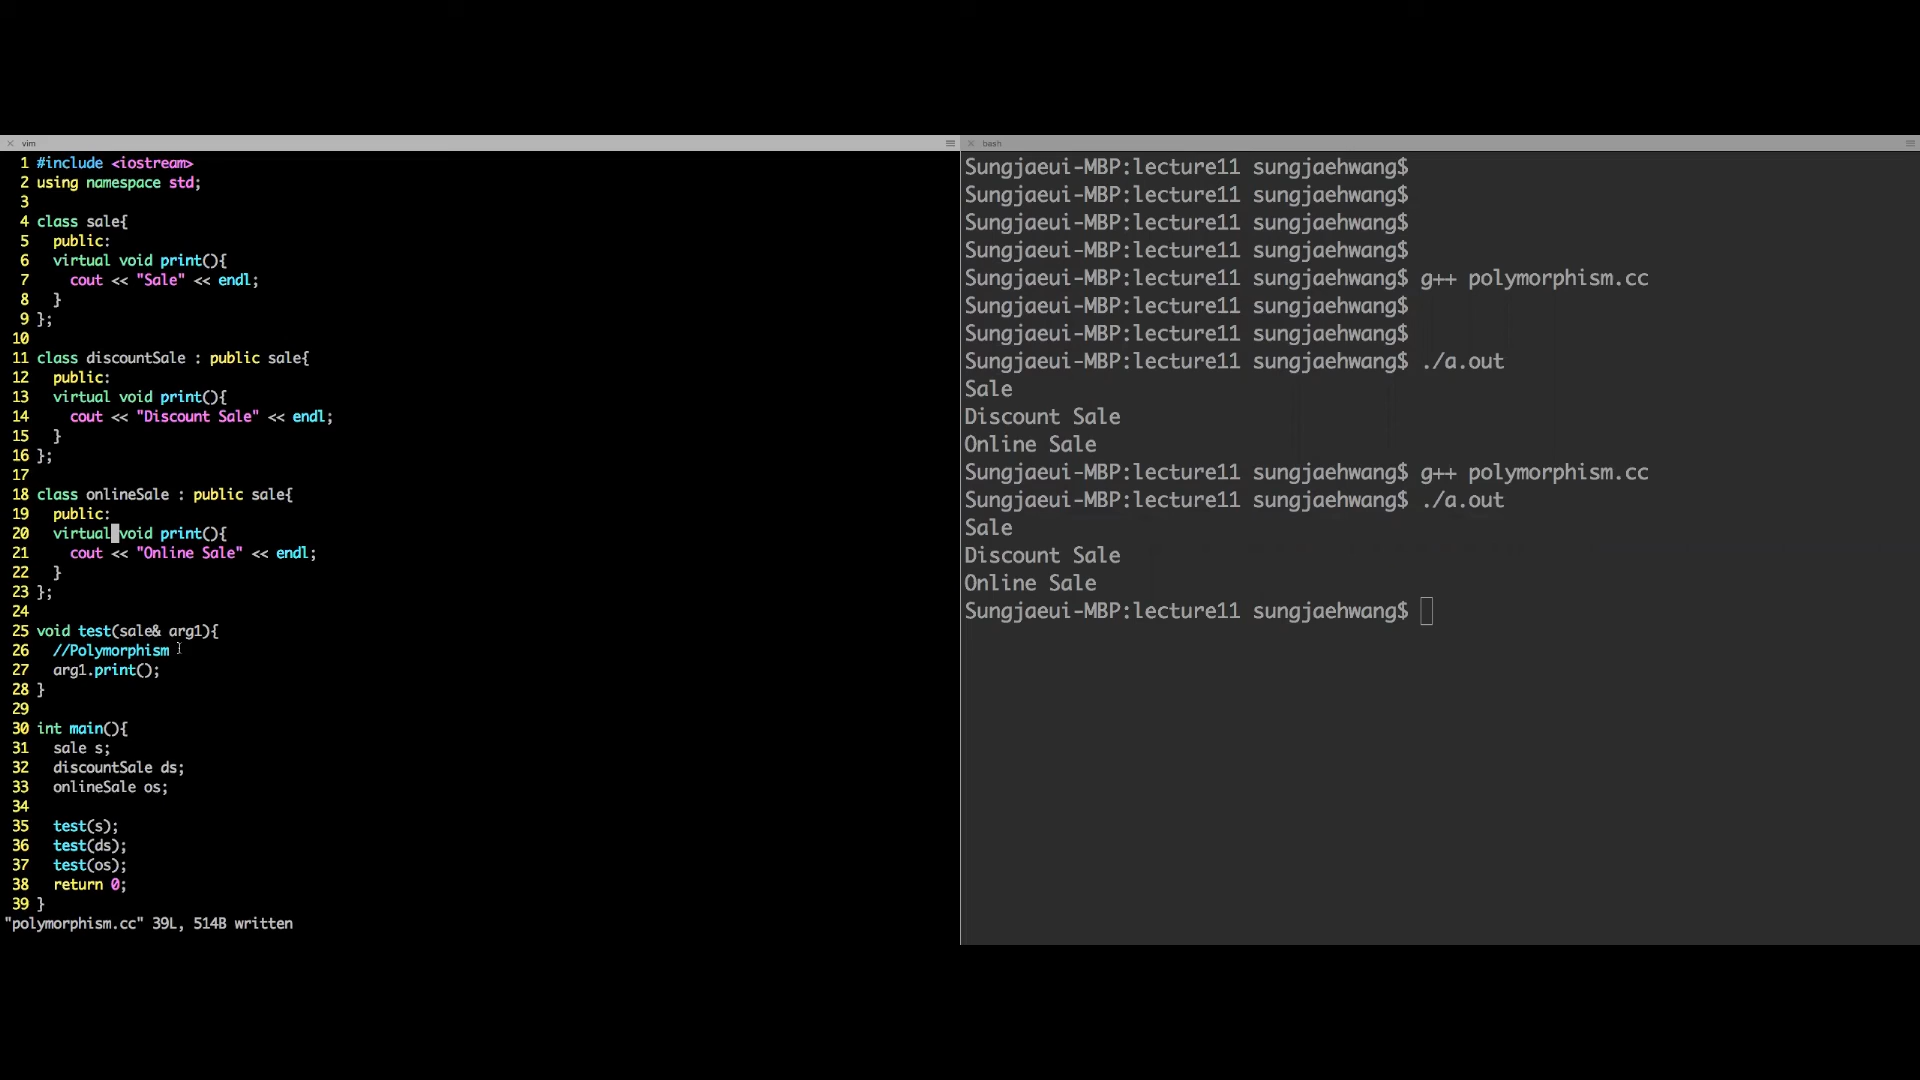 vim
1 #include <iostream>
2 using namespace std;
3
4 class sale{
5 public:
6 virtual void print(){
7 cout << "Sale" << endl;
8 }
9 };
10
11 class discountSale : public sale{
12 public:
13 virtual void print(){
14 cout << "Discount Sale" << endl;
15 }
16 };
17
18 class onlineSale : public sale{
19 public:
20 virtual void print(){
21 cout << "Online Sale" << endl;
22 }
23 };
24
25 void test(sale& arg1){
26 //Polymorphism
27 arg1.print();
28 }
29
30 int main(){
31 sale s;
32 discountSale ds;
33 onlineSale os;
34
35 test(s);
36 test(ds);
37 test(os);
38 return 0;
39 }
"polymorphism.cc" 39L, 514B written
bash
Sungjaeui-MBP:lecture11 sungjaehwang$
Sungjaeui-MBP:lecture11 sungjaehwang$
Sungjaeui-MBP:lecture11 sungjaehwang$
Sungjaeui-MBP:lecture11 sungjaehwang$
Sungjaeui-MBP:lecture11 sungjaehwang$ g++ polymorphism.cc
Sungjaeui-MBP:lecture11 sungjaehwang$
Sungjaeui-MBP:lecture11 sungjaehwang$
Sungjaeui-MBP:lecture11 sungjaehwang$ ./a.out
Sale
Discount Sale
Online Sale
Sungjaeui-MBP:lecture11 sungjaehwang$ g++ polymorphism.cc
Sungjaeui-MBP:lecture11 sungjaehwang$ ./a.out
Sale
Discount Sale
Online Sale
Sungjaeui-MBP:lecture11 sungjaehwang$